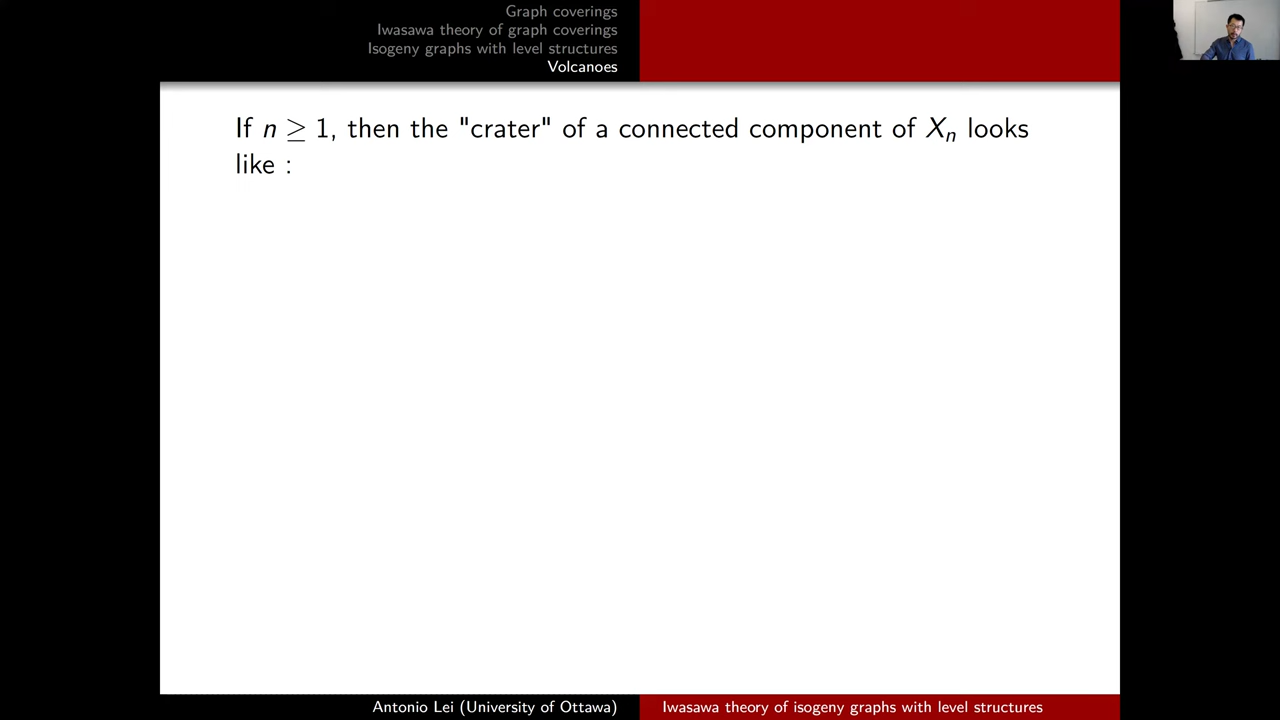 Graph coverings
Iwasawa theory of graph coverings
Isogeny graphs with level structures
Volcanoes
If n ≥ 1, then the "crater" of a connected component of Xₙ looks
like :
Antonio Lei (University of Ottawa)
Iwasawa theory of isogeny graphs with level structures